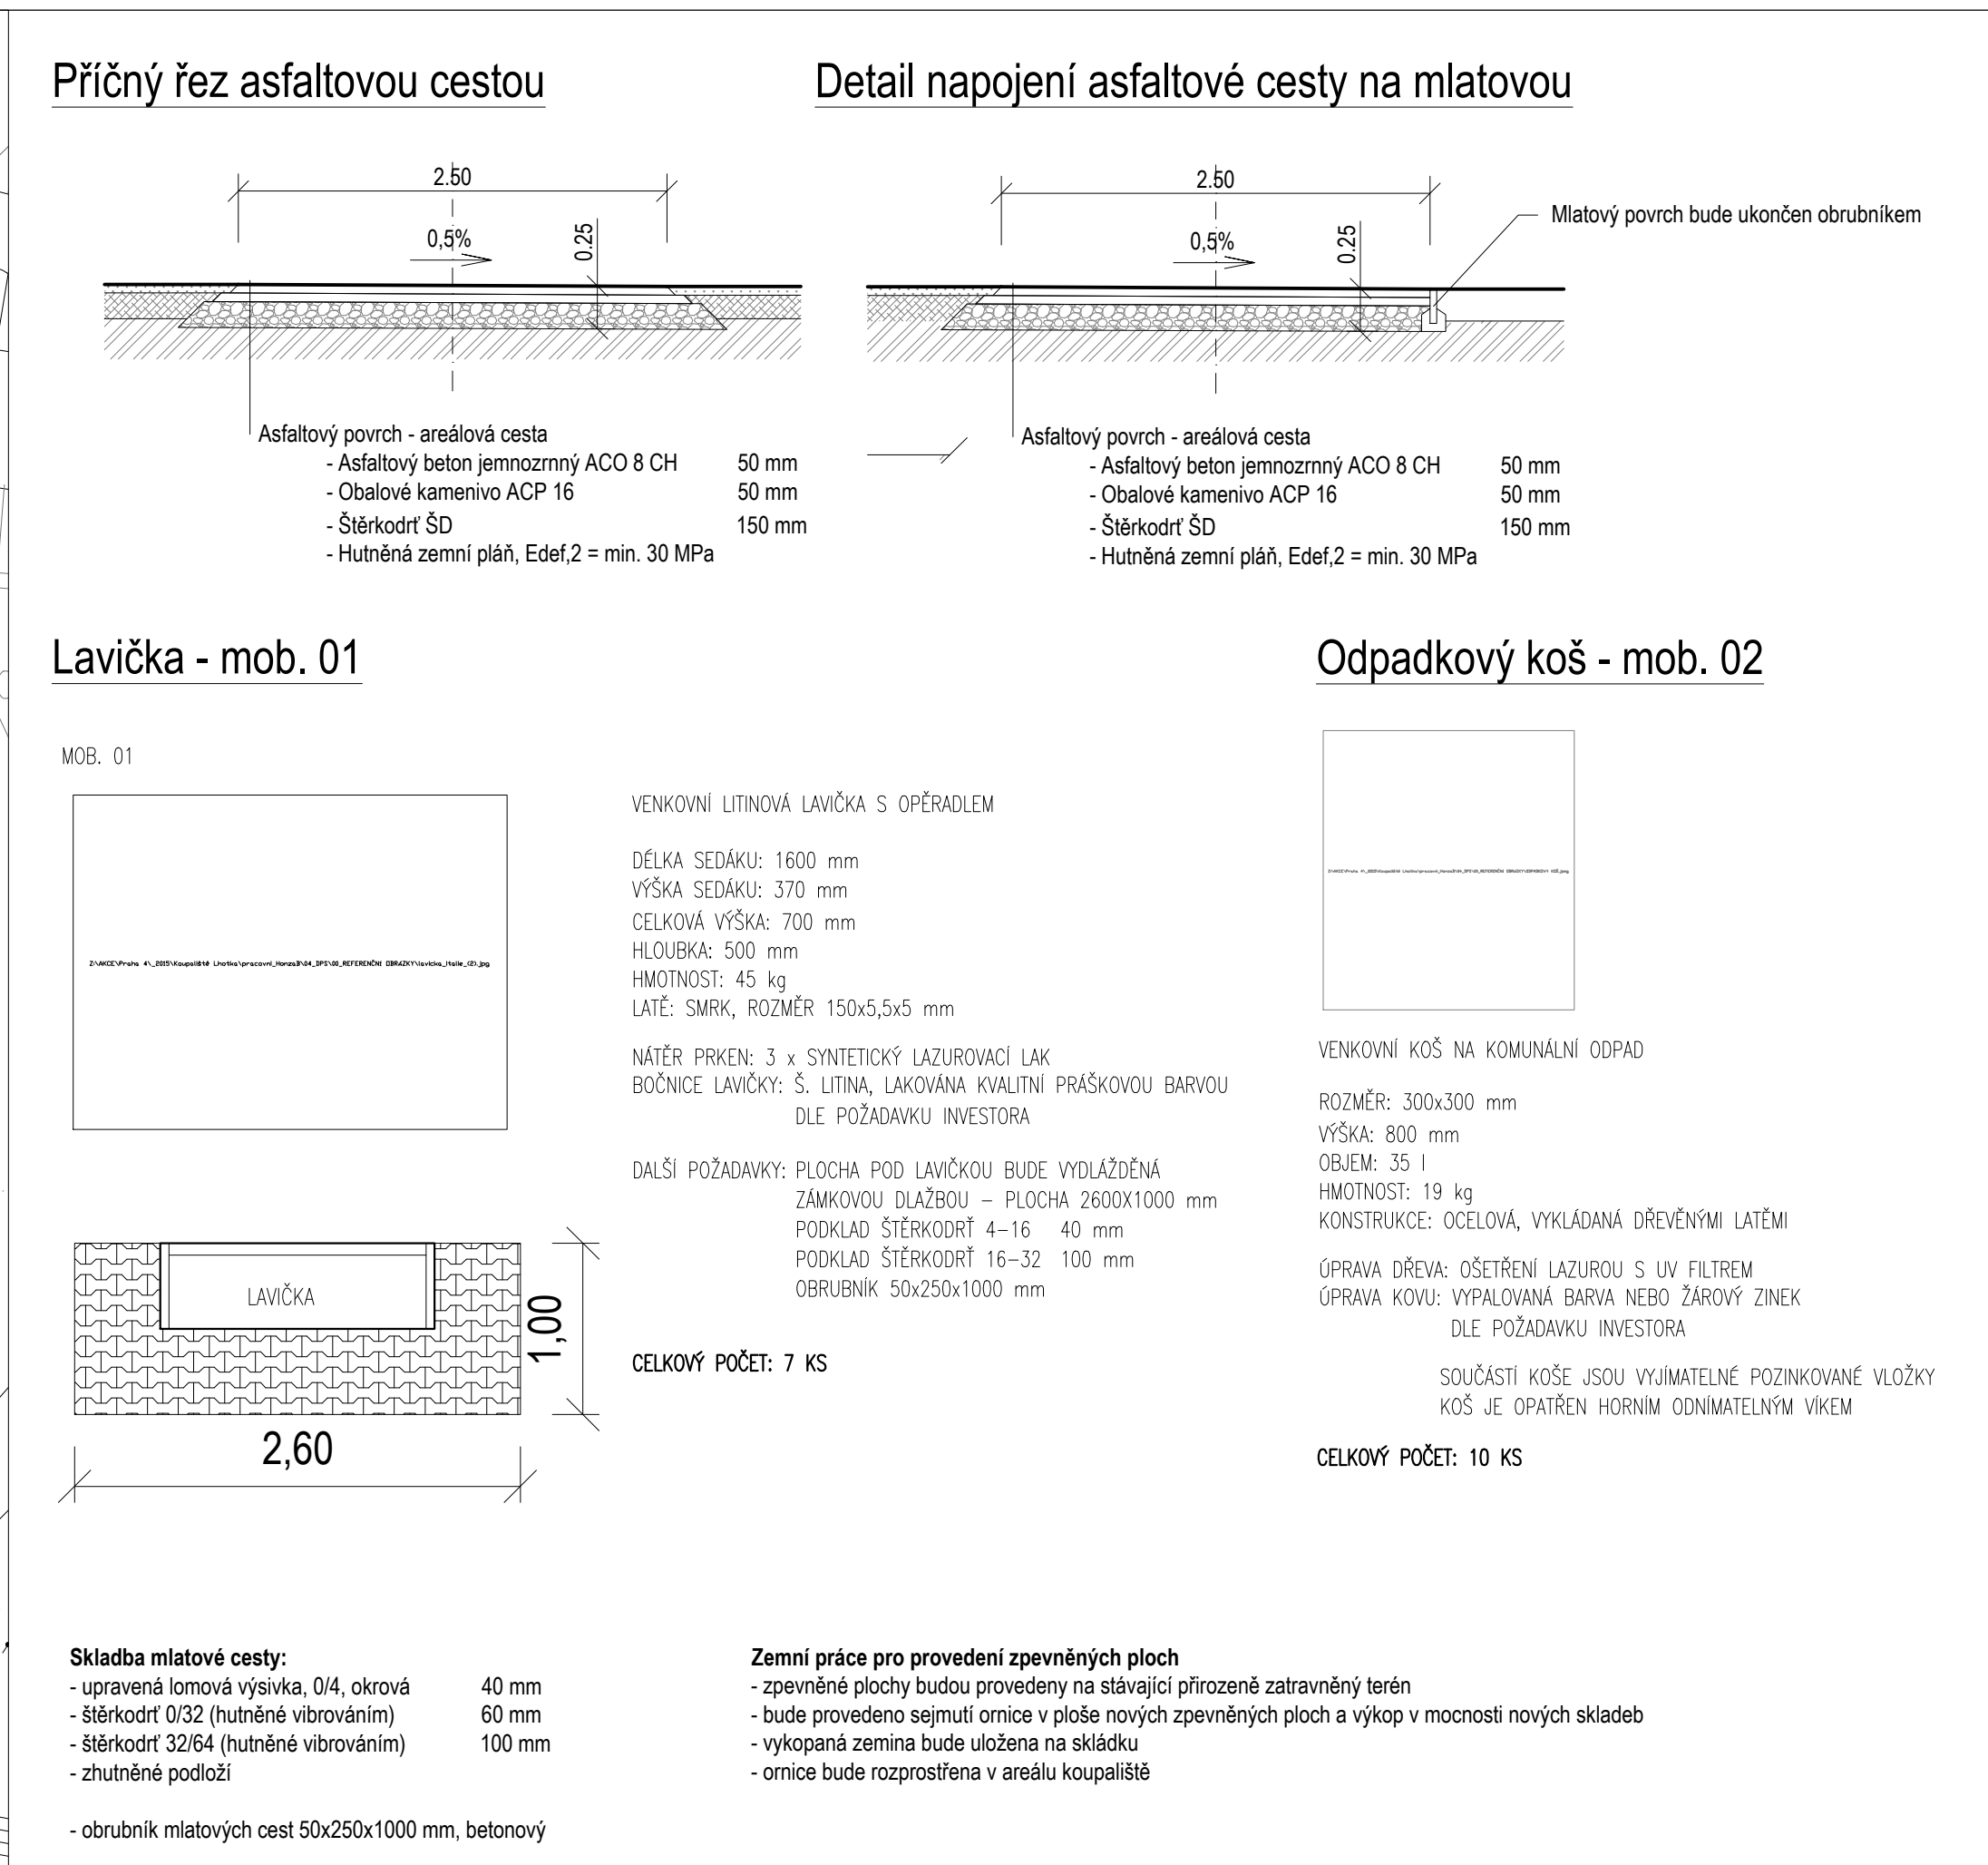 Příčný řez asfaltovou cestou
2.50
0,5%
0.25
Asfaltový povrch - areálová cesta
- Asfaltový beton jemnozrnný ACO 8 CH 50 mm
- Obalové kamenivo ACP 16 50 mm
- Štěrkodrť ŠD 150 mm
- Hutněná zemní pláň, Edef,2 = min. 30 MPa
Detail napojení asfaltové cesty na mlatovou
2.50
0,5%
0.25
Mlatový povrch bude ukončen obrubníkem
Asfaltový povrch - areálová cesta
- Asfaltový beton jemnozrnný ACO 8 CH 50 mm
- Obalové kamenivo ACP 16 50 mm
- Štěrkodrť ŠD 150 mm
- Hutněná zemní pláň, Edef,2 = min. 30 MPa
Lavička - mob. 01
MOB. 01
Z:\AKCE\Praha 4\_2015\Koupaliště Lhotka\pracovní_HonzaB\04_DPS\00_REFERENČNÍ OBRÁZKY\lavicka_Italie_(2).jpg
LAVIČKA
1,00
2,60
VENKOVNÍ LITINOVÁ LAVIČKA S OPĚRADLEM
DÉLKA SEDÁKU: 1600 mm
VÝŠKA SEDÁKU: 370 mm
CELKOVÁ VÝŠKA: 700 mm
HLOUBKA: 500 mm
HMOTNOST: 45 kg
LATĚ: SMRK, ROZMĚR 150x5,5x5 mm
NÁTĚR PRKEN: 3 x SYNTETICKÝ LAZUROVACÍ LAK
BOČNICE LAVIČKY: Š. LITINA, LAKOVÁNA KVALITNÍ PRÁŠKOVOU BARVOU
DLE POŽADAVKU INVESTORA
DALŠÍ POŽADAVKY: PLOCHA POD LAVIČKOU BUDE VYDLÁŽDĚNÁ
ZÁMKOVOU DLAŽBOU – PLOCHA 2600X1000 mm
PODKLAD ŠTĚRKODRŤ 4–16 40 mm
PODKLAD ŠTĚRKODRŤ 16–32 100 mm
OBRUBNÍK 50x250x1000 mm
CELKOVÝ POČET: 7 KS
Odpadkový koš - mob. 02
VENKOVNÍ KOŠ NA KOMUNÁLNÍ ODPAD
ROZMĚR: 300x300 mm
VÝŠKA: 800 mm
OBJEM: 35 l
HMOTNOST: 19 kg
KONSTRUKCE: OCELOVÁ, VYKLÁDANÁ DŘEVĚNÝMI LATĚMI
ÚPRAVA DŘEVA: OŠETŘENÍ LAZUROU S UV FILTREM
ÚPRAVA KOVU: VYPALOVANÁ BARVA NEBO ŽÁROVÝ ZINEK
DLE POŽADAVKU INVESTORA
SOUČÁSTÍ KOŠE JSOU VYJÍMATELNÉ POZINKOVANÉ VLOŽKY
KOŠ JE OPATŘEN HORNÍM ODNÍMATELNÝM VÍKEM
CELKOVÝ POČET: 10 KS
Skladba mlatové cesty:
- upravená lomová výsivka, 0/4, okrová 40 mm
- štěrkodrť 0/32 (hutněné vibrováním) 60 mm
- štěrkodrť 32/64 (hutněné vibrováním) 100 mm
- zhutněné podloží
- obrubník mlatových cest 50x250x1000 mm, betonový
Zemní práce pro provedení zpevněných ploch
- zpevněné plochy budou provedeny na stávající přirozeně zatravněný terén
- bude provedeno sejmutí ornice v ploše nových zpevněných ploch a výkop v mocnosti nových skladeb
- vykopaná zemina bude uložena na skládku
- ornice bude rozprostřena v areálu koupaliště